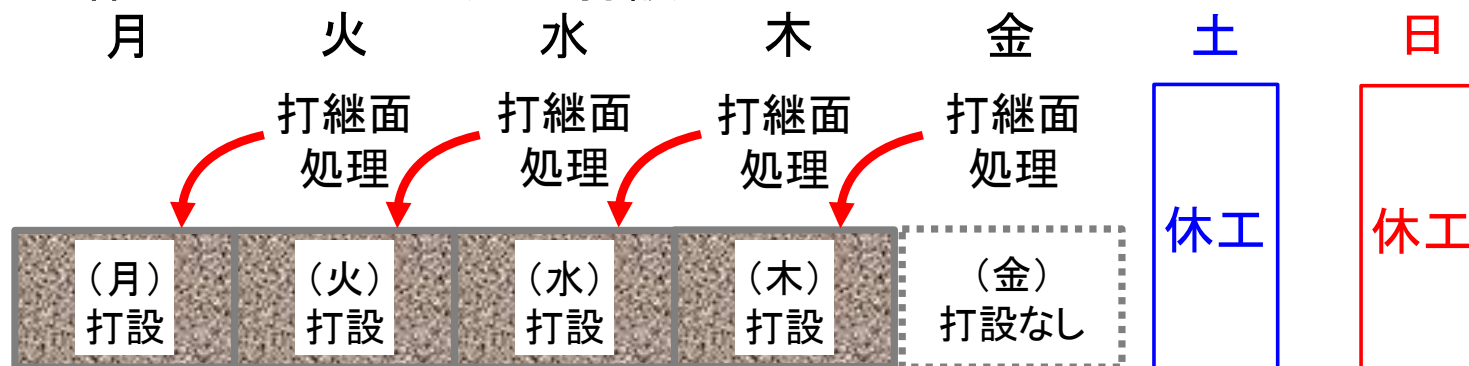 月 火 水 木 金 土 日
打継面 打継面 打継面 打継面
処理 処理 処理 処理
休工 休工
（月） （火） （水） （木） （金）
打設 打設 打設 打設 打設なし